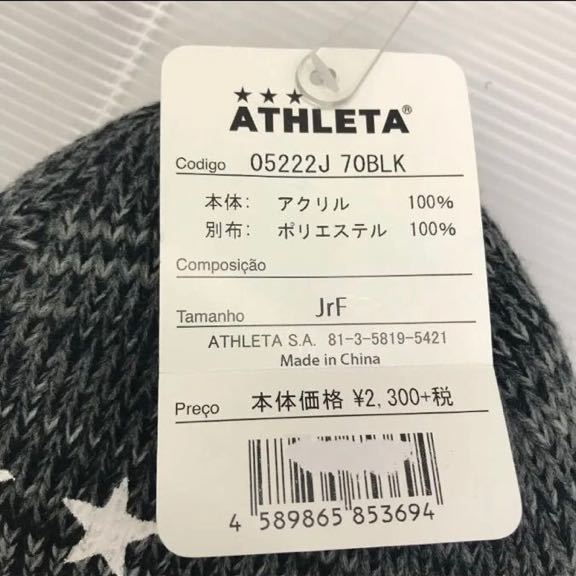 ★★★
ATHLETA®
Codigo 05222J 70BLK
本体: アクリル 100%
別布: ポリエステル 100%
Composição
Tamanho JrF
ATHLETA S.A. 81-3-5819-5421
Made in China
Preço 本体価格 ¥2,300+税
4 589865 853694